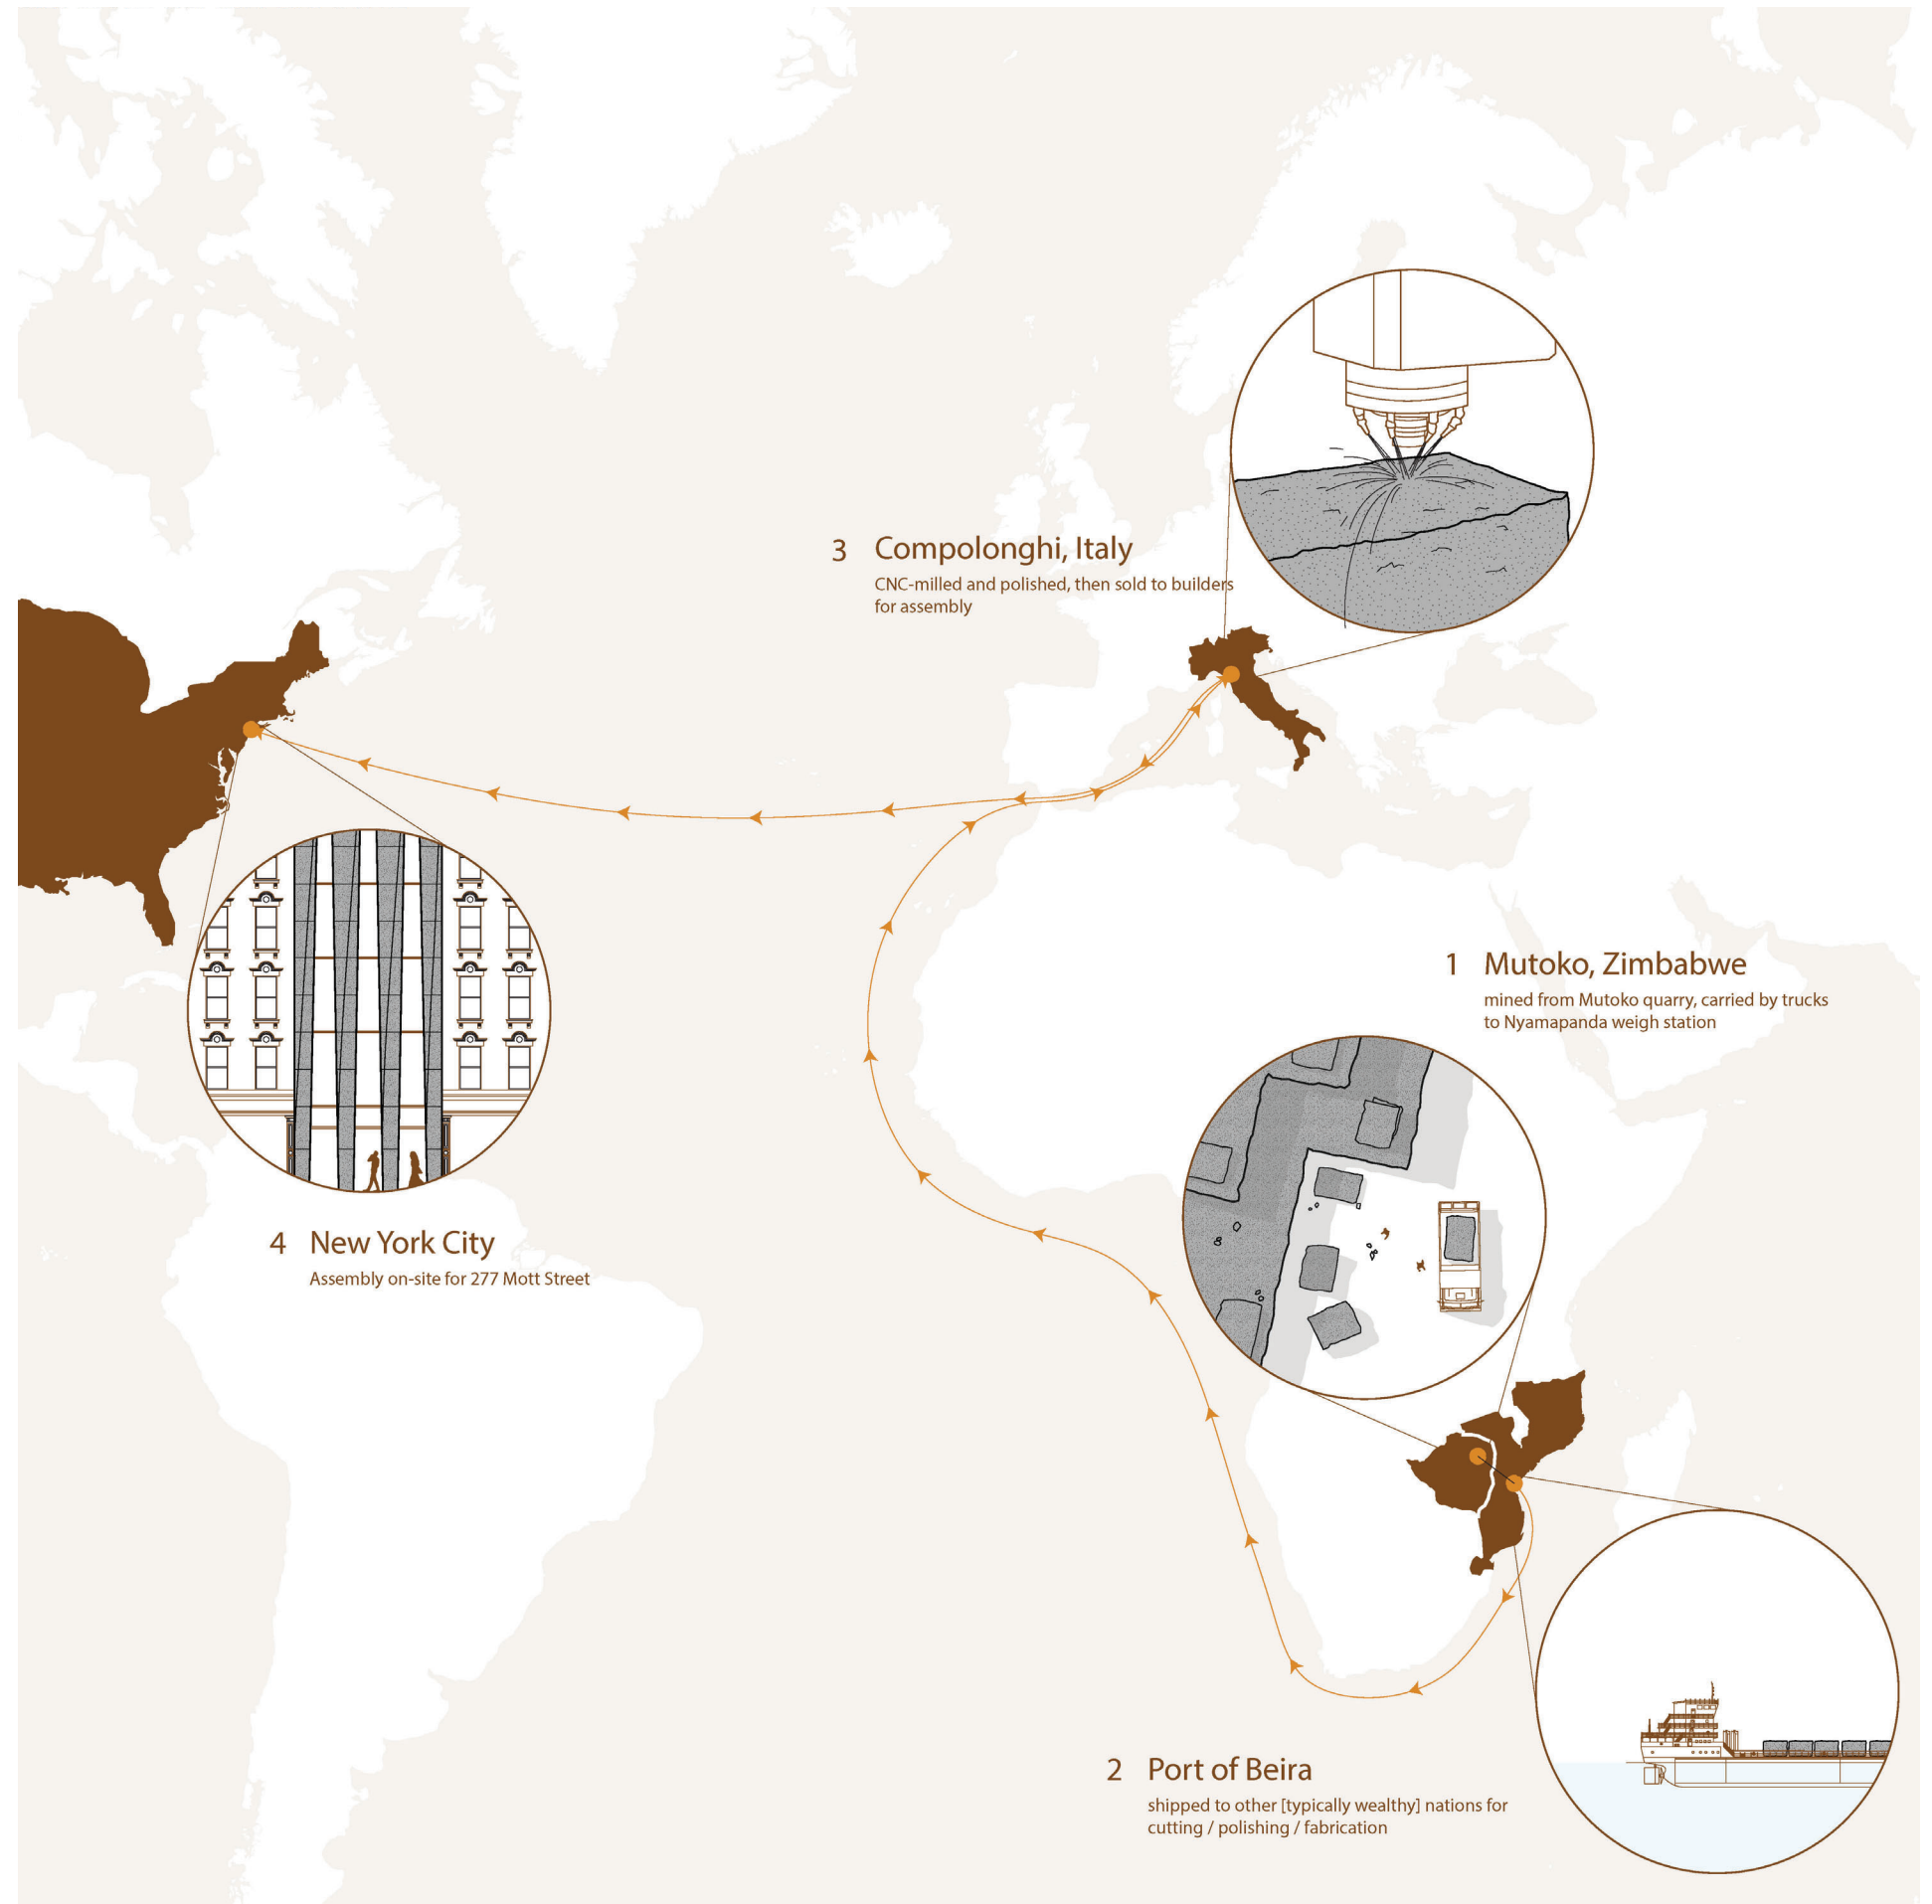 3 Compolonghi, Italy
CNC-milled and polished, then sold to builders
for assembly
1 Mutoko, Zimbabwe
mined from Mutoko quarry, carried by trucks
to Nyamapanda weigh station
4 New York City
Assembly on-site for 277 Mott Street
2 Port of Beira
shipped to other [typically wealthy] nations for
cutting / polishing / fabrication